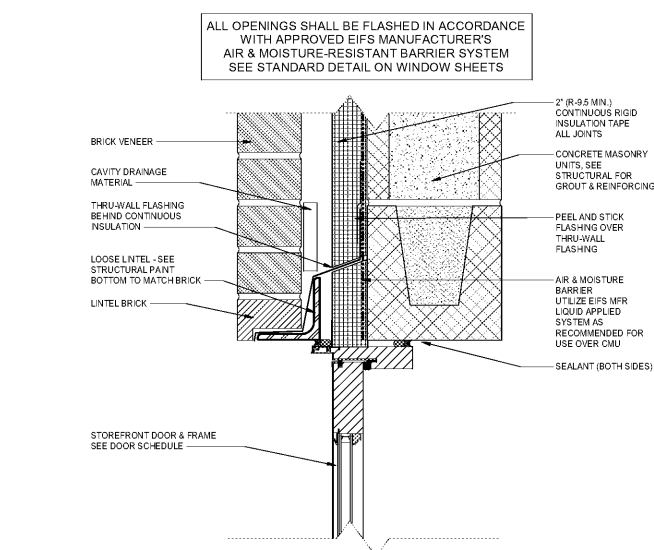 ALL OPENINGS SHALL BE FLASHED IN ACCORDANCE
WITH APPROVED EIFS MANUFACTURER'S
AIR & MOISTURE-RESISTANT BARRIER SYSTEM
SEE STANDARD DETAIL ON WINDOW SHEETS
BRICK VENEER
CAVITY DRAINAGE
MATERIAL
THRU-WALL FLASHING
BEHIND CONTINUOUS
INSULATION
LOOSE LINTEL - SEE
STRUCTURAL PAINT
BOTTOM TO MATCH BRICK
LINTEL BRICK
STOREFRONT DOOR & FRAME
SEE DOOR SCHEDULE
2" (R-9.5 MIN.)
CONTINUOUS RIGID
INSULATION TAPE
ALL JOINTS
CONCRETE MASONRY
UNITS, SEE
STRUCTURAL FOR
GROUT & REINFORCING
PEEL AND STICK
FLASHING OVER
THRU-WALL
FLASHING
AIR & MOISTURE
BARRIER
UTILIZE EIFS MFR
LIQUID APPLIED
SYSTEM AS
RECOMMENDED FOR
USE OVER CMU
SEALANT (BOTH SIDES)